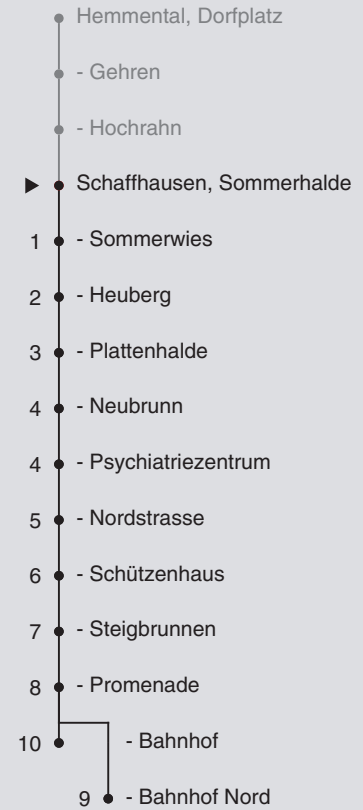 Hemmental, Dorfplatz
- Gehren
- Hochrahn
Schaffhausen, Sommerhalde
1 - Sommerwies
2 - Heuberg
3 - Plattenhalde
4 - Neubrunn
4 - Psychiatriezentrum
5 - Nordstrasse
6 - Schützenhaus
7 - Steigbrunnen
8 - Promenade
10 - Bahnhof
9 - Bahnhof Nord